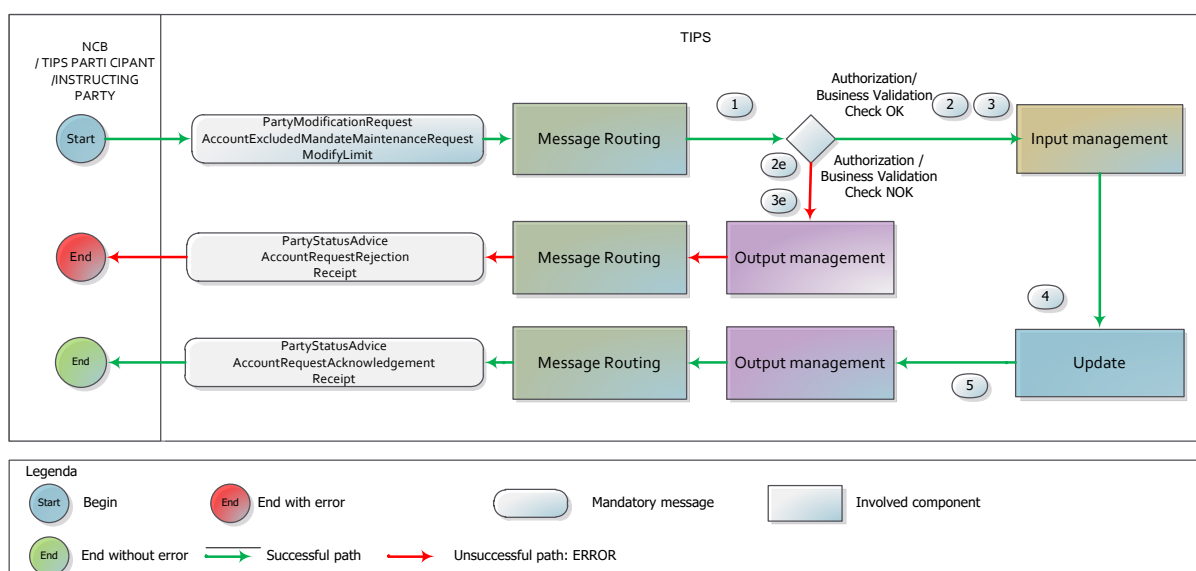 NCB
/ TIPS PARTI CIPANT
/INSTRUCTING
PARTY
TIPS
Start
PartyModificationRequest
AccountExcludedMandateMaintenanceRequest
ModifyLimit
Message Routing
1
Authorization/
Business Validation
Check OK
2
3
Input management
2e
3e
Authorization /
Business Validation
Check NOK
End
PartyStatusAdvice
AccountRequestRejection
Receipt
Message Routing
Output management
4
End
PartyStatusAdvice
AccountRequestAcknowledgement
Receipt
Message Routing
Output management
5
Update
Legenda
Start
Begin
End
End with error
Mandatory message
Involved component
End
End without error
Successful path
Unsuccessful path: ERROR